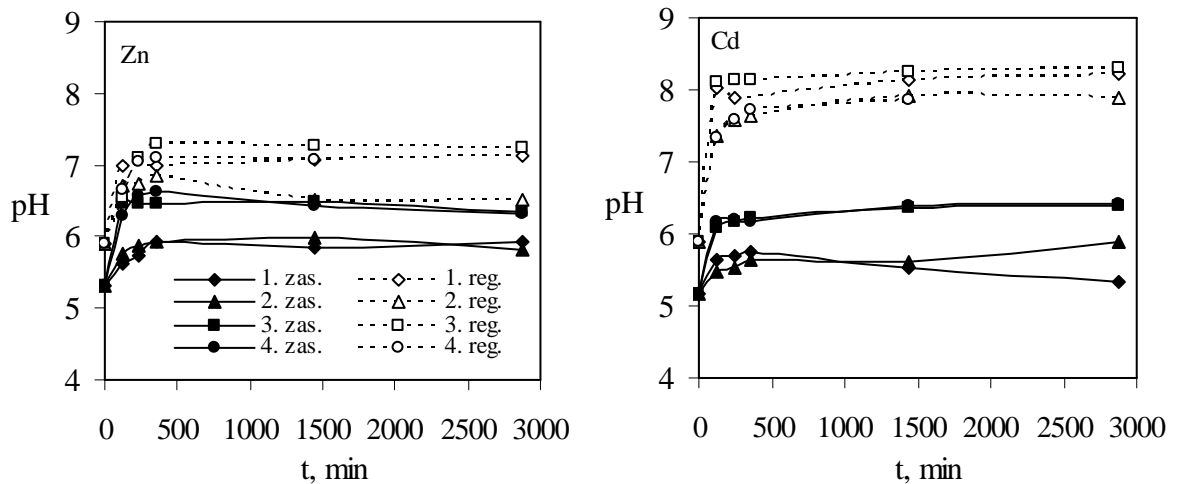 Zn
pH
9
8
7
6
5
4
0 500 1000 1500 2000 2500 3000
t, min
1. zas. 1. reg.
2. zas. 2. reg.
3. zas. 3. reg.
4. zas. 4. reg.
Cd
pH
9
8
7
6
5
4
0 500 1000 1500 2000 2500 3000
t, min